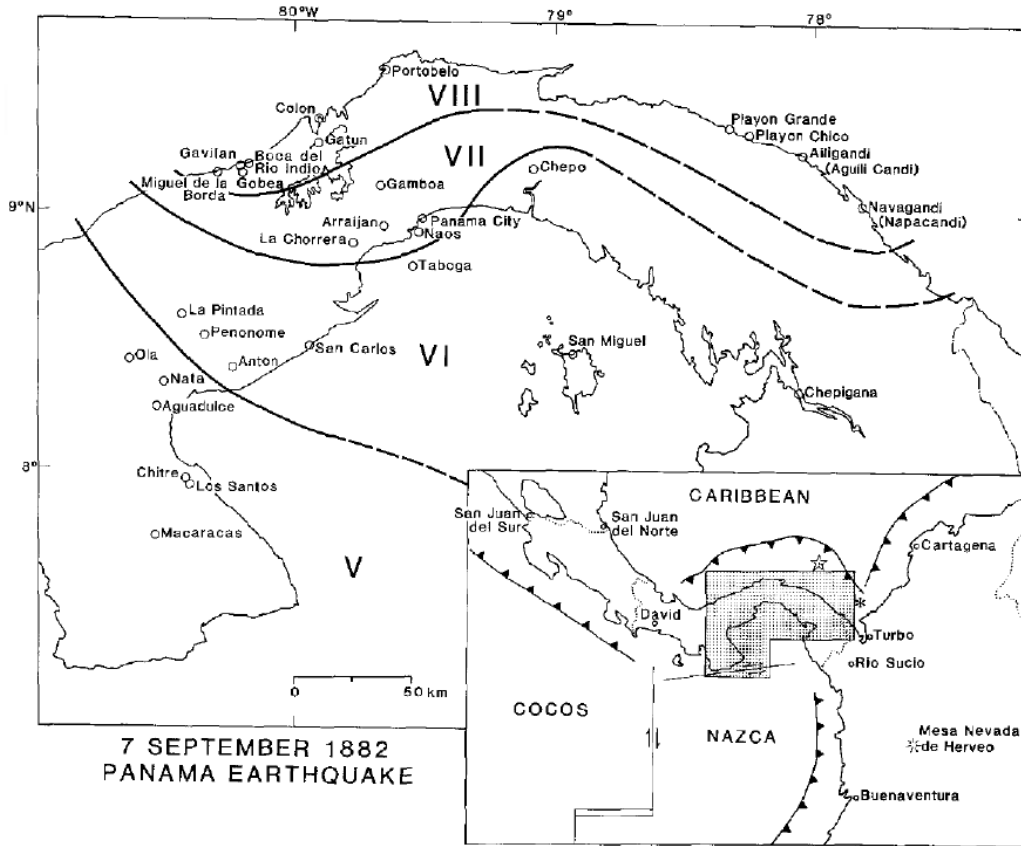 80°W
79°
78°
Portobelo
VIII
Colon
Playon Grande
Playon Chico
Gatun
Gavilan
Boca del
Rio Indio
Ailigandi
(Aguili Candi)
VII
Miguel de la
Borda
Gobea
Gamboa
Chepo
9°N
Navagandi
(Napacandi)
Arraijan
Panama City
La Chorrera
Naos
Taboga
La Pintada
Penonome
San Carlos
San Miguel
VI
Ola
Anton
Nata
Chepigana
Aguadulce
8°
Chitre
Los Santos
Macaracas
V
0
50 km
7 SEPTEMBER 1882
PANAMA EARTHQUAKE
CARIBBEAN
San Juan
del Sur
San Juan
del Norte
Cartagena
David
Turbo
Rio Sucio
COCOS
NAZCA
Mesa Nevada
de Herveo
Buenaventura